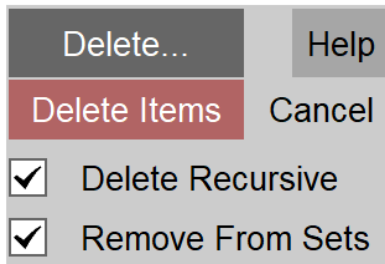 Delete... Help
Delete Items Cancel
Delete Recursive
Remove From Sets